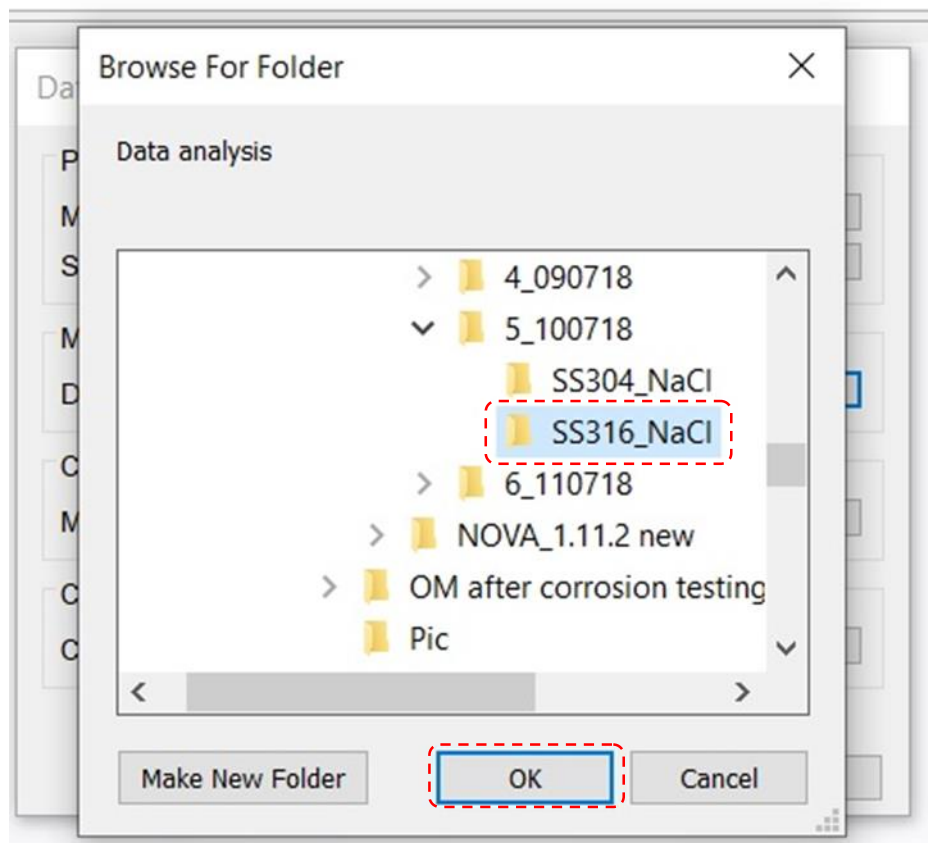 Browse For Folder
Da
Data analysis
P
M
S
M
D
C
M
C
C
4_090718
5_100718
SS304_NaCl
SS316_NaCl
6_110718
NOVA_1.11.2 new
OM after corrosion testing
Pic
Make New Folder
OK
Cancel